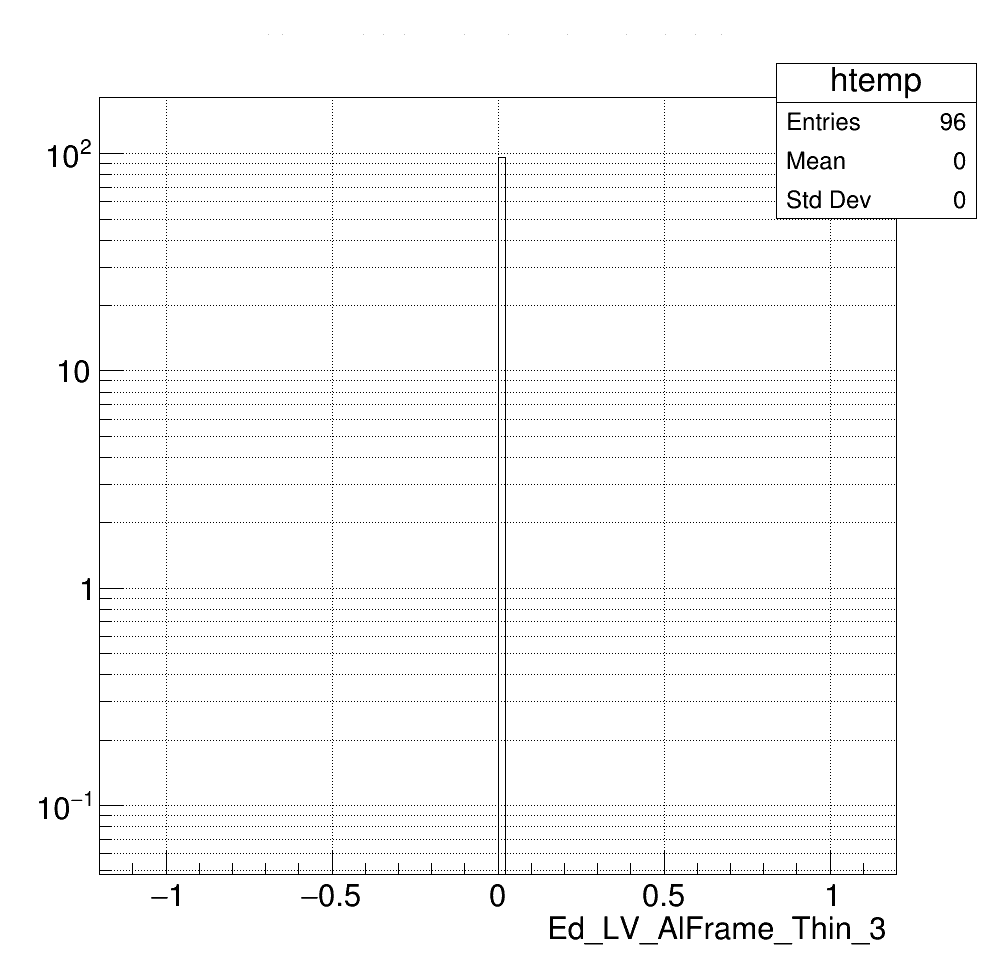 htemp
Entries 96
Mean 0
Std Dev 0
10²
10
1
10⁻¹
−1 −0.5 0 0.5 1
Ed_LV_AlFrame_Thin_3